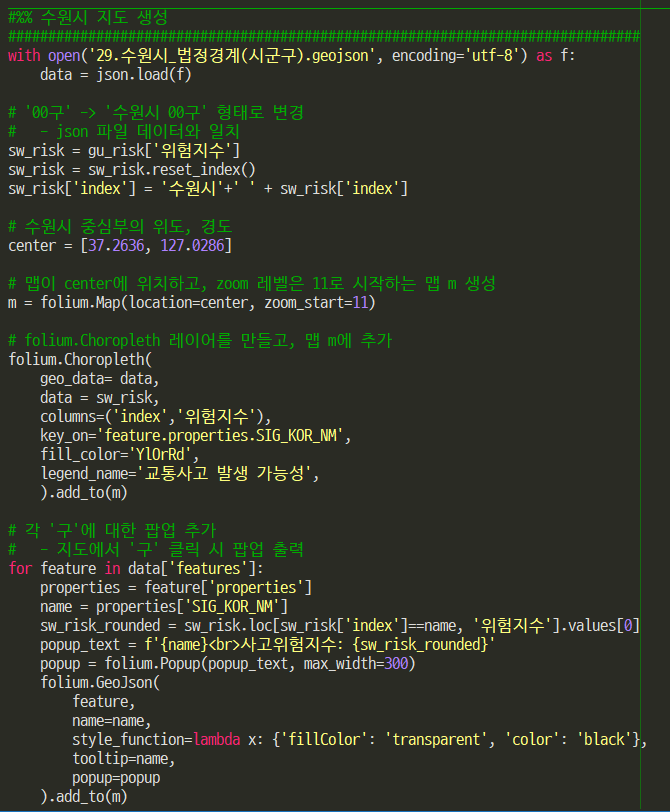 #%% 수원시 지도 생성
###############################################################################
with open('29.수원시_법정경계(시군구).geojson', encoding='utf-8') as f:
    data = json.load(f)

# '00구' -> '수원시 00구' 형태로 변경
#   - json 파일 데이터와 일치
sw_risk = gu_risk['위험지수']
sw_risk = sw_risk.reset_index()
sw_risk['index'] = '수원시'+' ' + sw_risk['index']

# 수원시 중심부의 위도, 경도
center = [37.2636, 127.0286]

# 맵이 center에 위치하고, zoom 레벨은 11로 시작하는 맵 m 생성
m = folium.Map(location=center, zoom_start=11)

# folium.Choropleth 레이어를 만들고, 맵 m에 추가
folium.Choropleth(
    geo_data= data,
    data = sw_risk,
    columns=('index','위험지수'),
    key_on='feature.properties.SIG_KOR_NM',
    fill_color='YlOrRd',
    legend_name='교통사고 발생 가능성',
    ).add_to(m)

# 각 '구'에 대한 팝업 추가
#   - 지도에서 '구' 클릭 시 팝업 출력
for feature in data['features']:
    properties = feature['properties']
    name = properties['SIG_KOR_NM']
    sw_risk_rounded = sw_risk.loc[sw_risk['index']==name, '위험지수'].values[0]
    popup_text = f'{name}<br>사고위험지수: {sw_risk_rounded}'
    popup = folium.Popup(popup_text, max_width=300)
    folium.GeoJson(
        feature,
        name=name,
        style_function=lambda x: {'fillColor': 'transparent', 'color': 'black'},
        tooltip=name,
        popup=popup
    ).add_to(m)